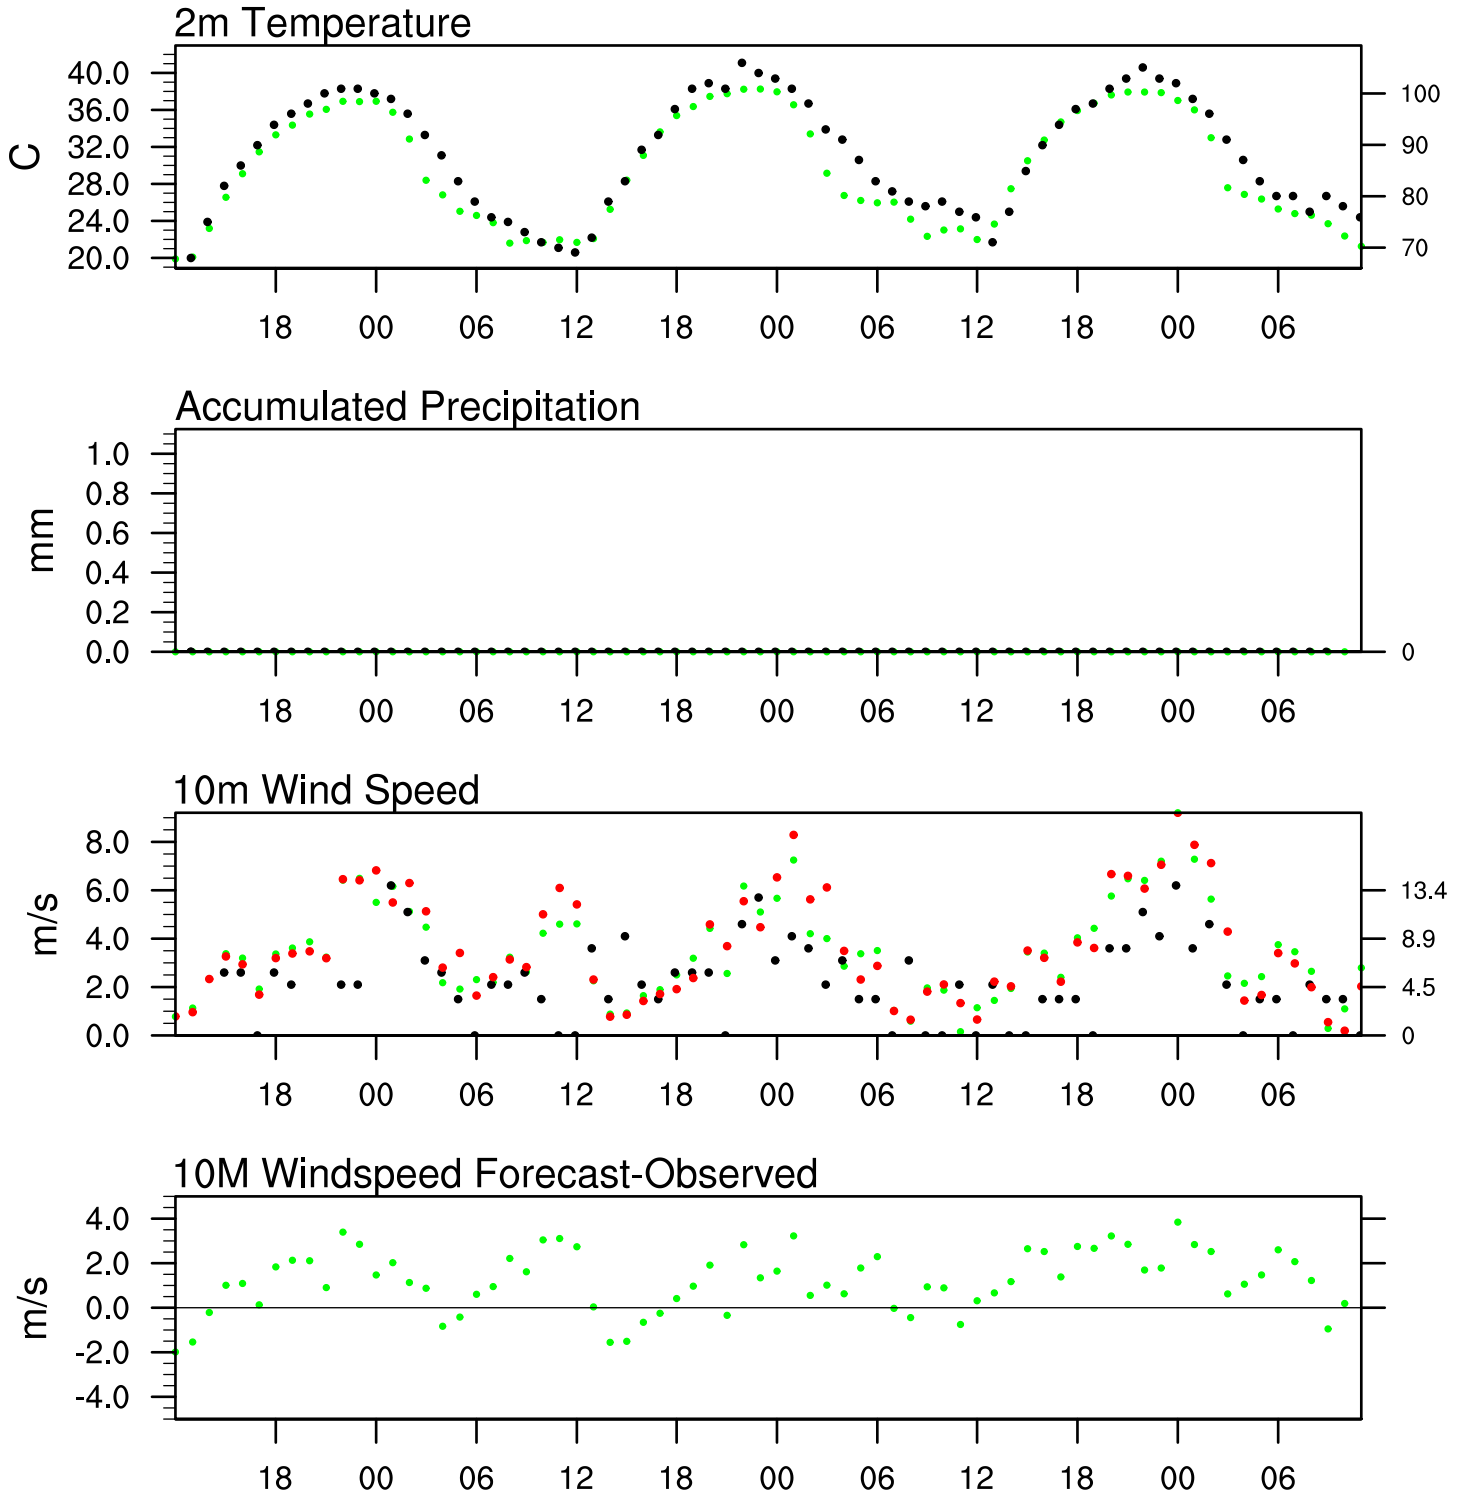 2m Temperature
40.0
36.0
32.0
28.0
24.0
20.0
C
100
90
80
70
18 00 06 12 18 00 06 12 18 00 06
Accumulated Precipitation
1.0
0.8
0.6
0.4
0.2
0.0
mm
0
18 00 06 12 18 00 06 12 18 00 06
10m Wind Speed
8.0
6.0
4.0
2.0
0.0
m/s
13.4
8.9
4.5
0
18 00 06 12 18 00 06 12 18 00 06
10M Windspeed Forecast-Observed
4.0
2.0
0.0
-2.0
-4.0
m/s
18 00 06 12 18 00 06 12 18 00 06